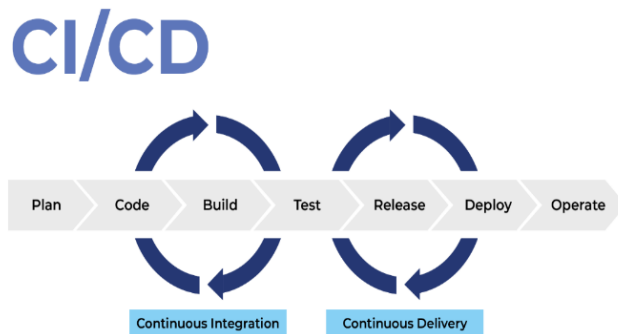 CI/CD
Plan Code Build Test Release Deploy Operate
Continuous Integration Continuous Delivery